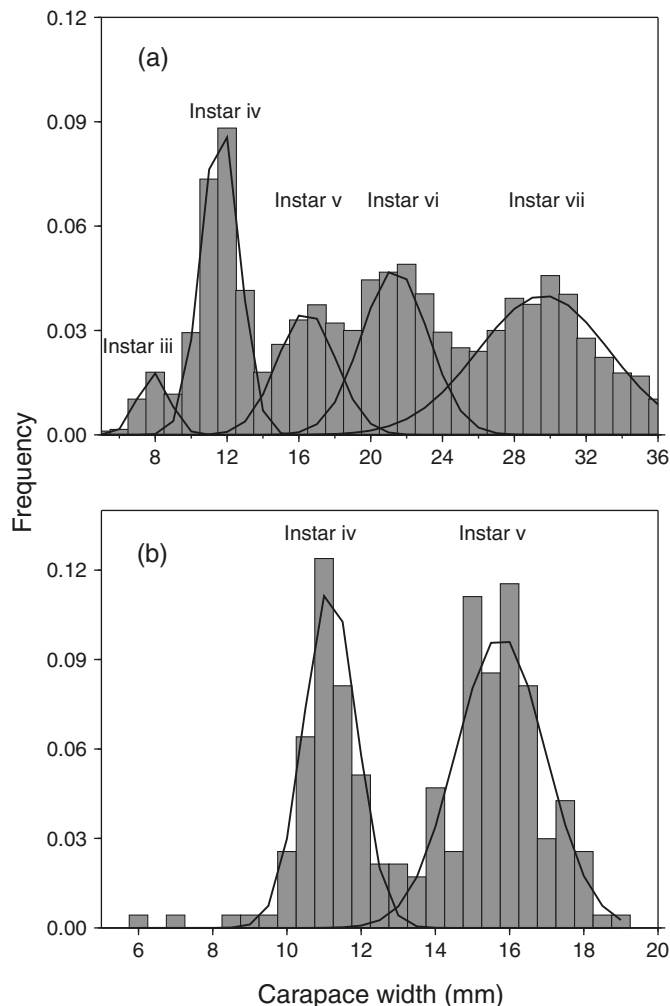 0.12
(a)
Instar iv
0.09
Instar v Instar vi Instar vii
0.06
0.03
Instar iii
0.00
8 12 16 20 24 28 32 36
Frequency
(b)
Instar iv Instar v
0.12
0.09
0.06
0.03
0.00
6 8 10 12 14 16 18 20
Carapace width (mm)